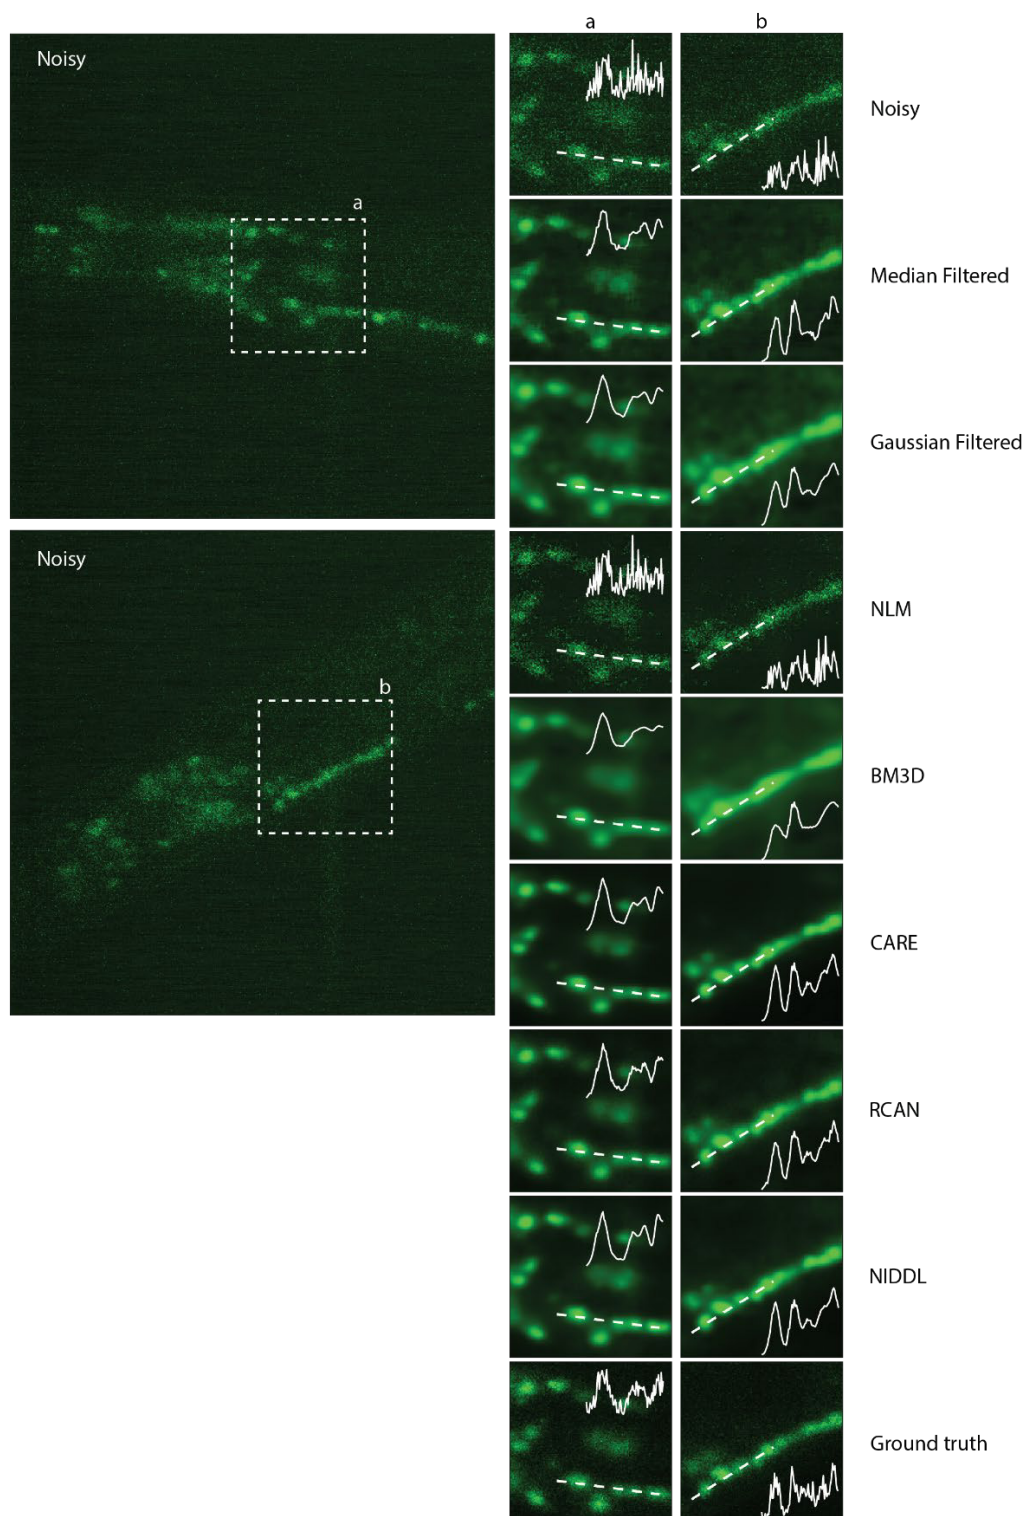 a
b
Noisy
a
Noisy
b
Noisy
Median Filtered
Gaussian Filtered
NLM
BM3D
CARE
RCAN
NIDDL
Ground truth